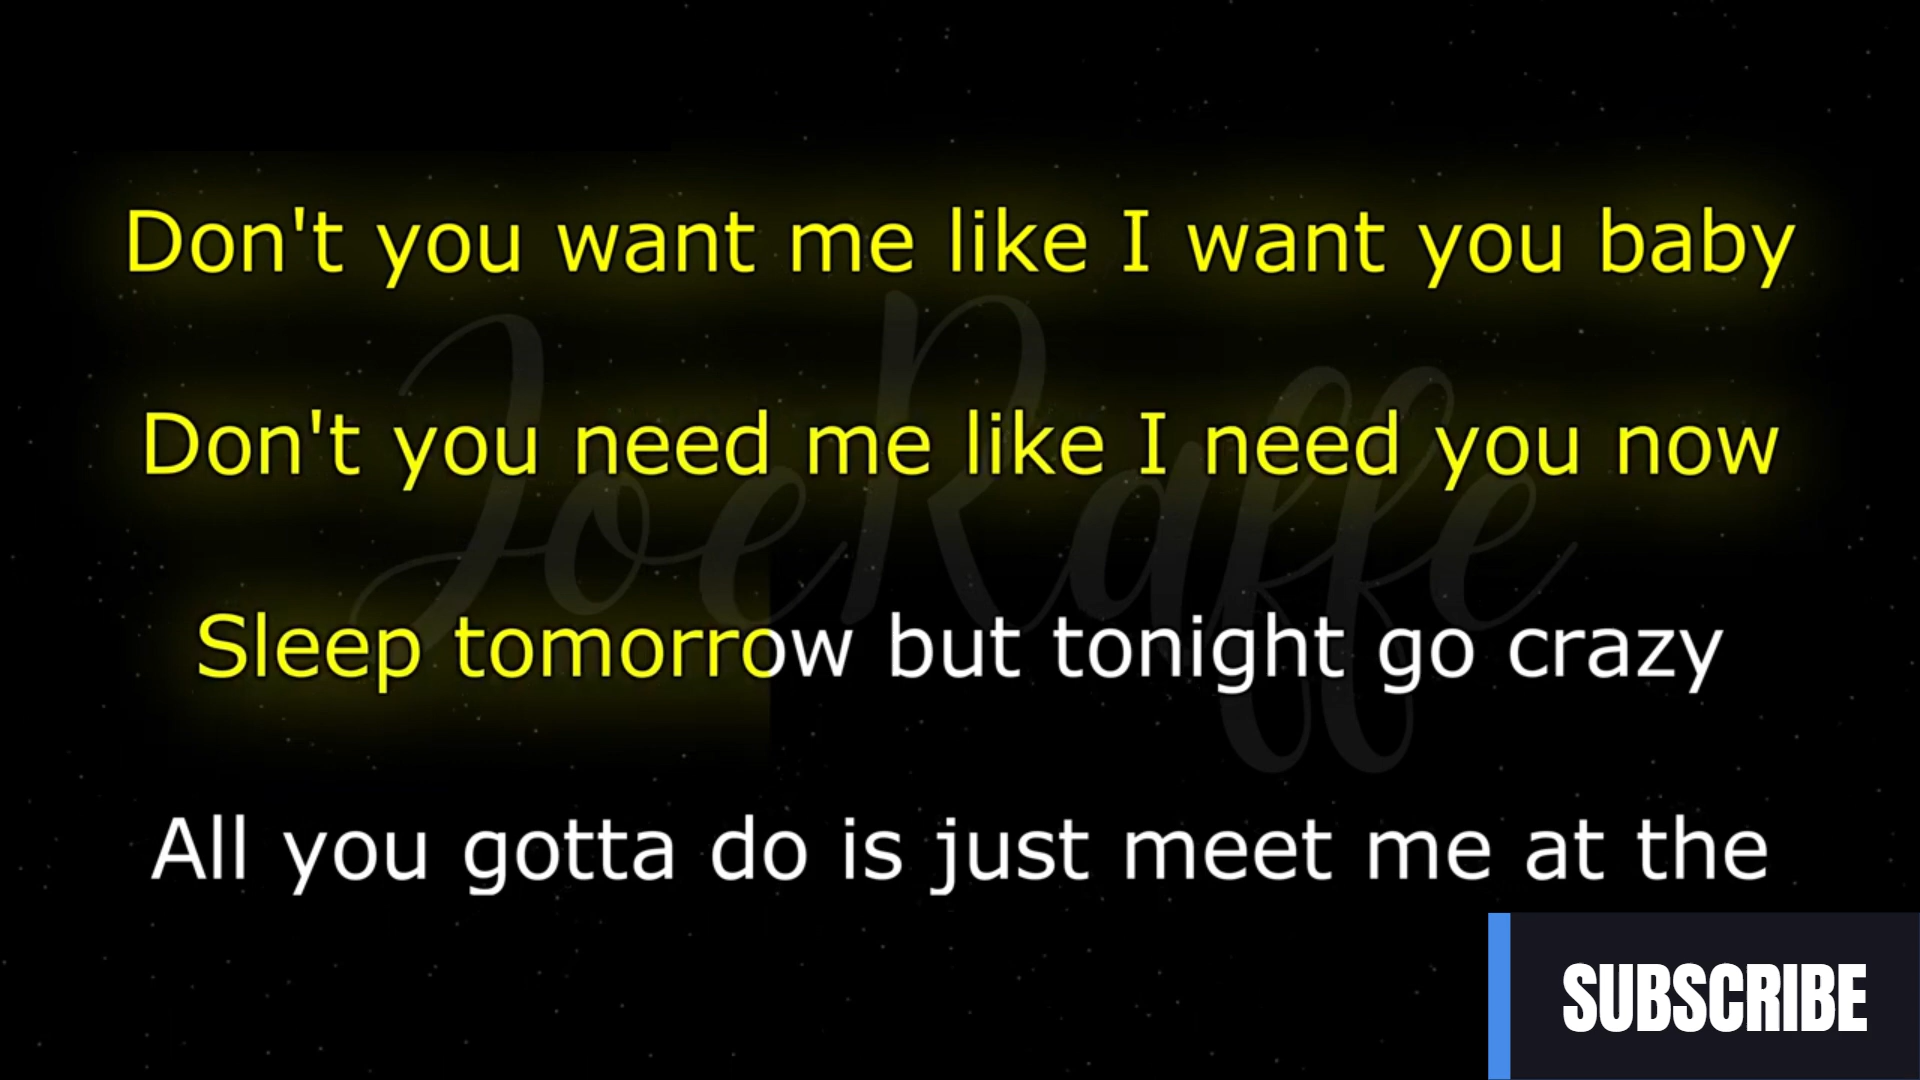 Don't you want me like I want you baby
Don't you need me like I need you now
Sleep tomorrow but tonight go crazy
All you gotta do is just meet me at the
JoeRaffe
SUBSCRIBE